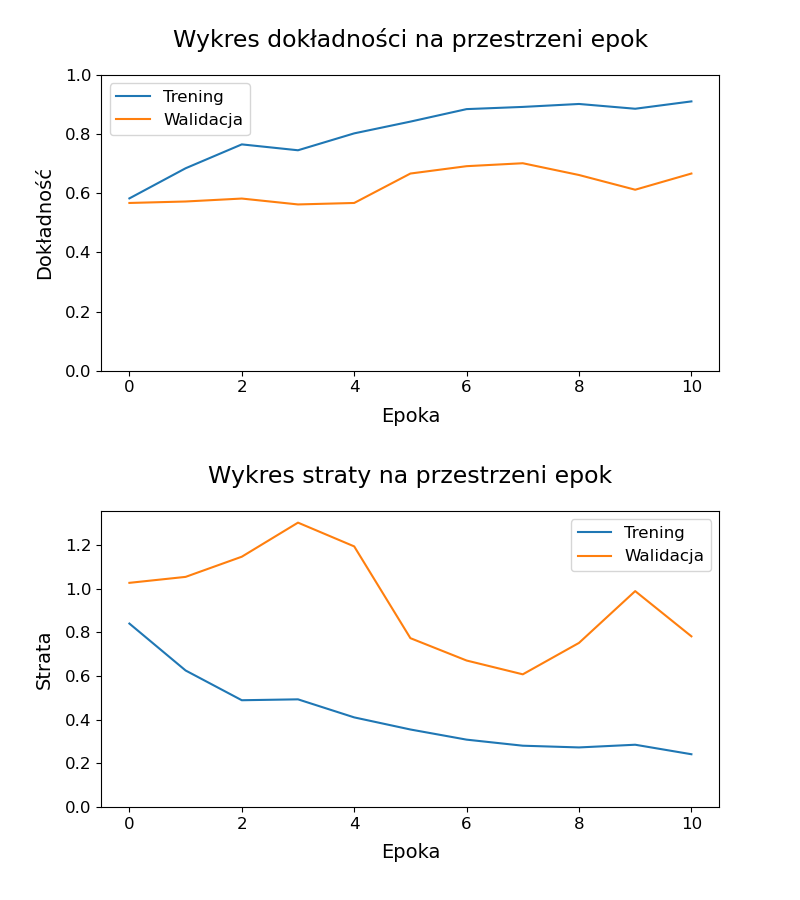 Wykres dokładności na przestrzeni epok
1.0
0.8
0.6
0.4
0.2
0.0
Dokładność
Trening
Walidacja
0 2 4 6 8 10
Epoka
Wykres straty na przestrzeni epok
1.2
1.0
0.8
0.6
0.4
0.2
0.0
Strata
Trening
Walidacja
0 2 4 6 8 10
Epoka